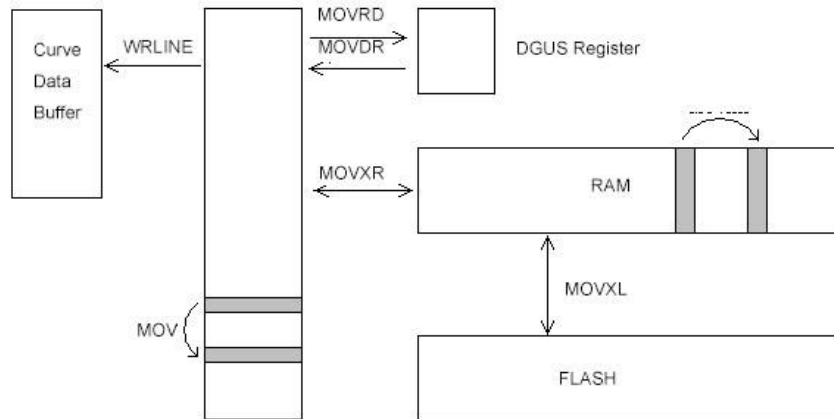 MOVRD
WRLINE
MOVDR
DGUS Register
Curve
Data
Buffer
MOVXR
RAM
MOVXL
MOV
FLASH